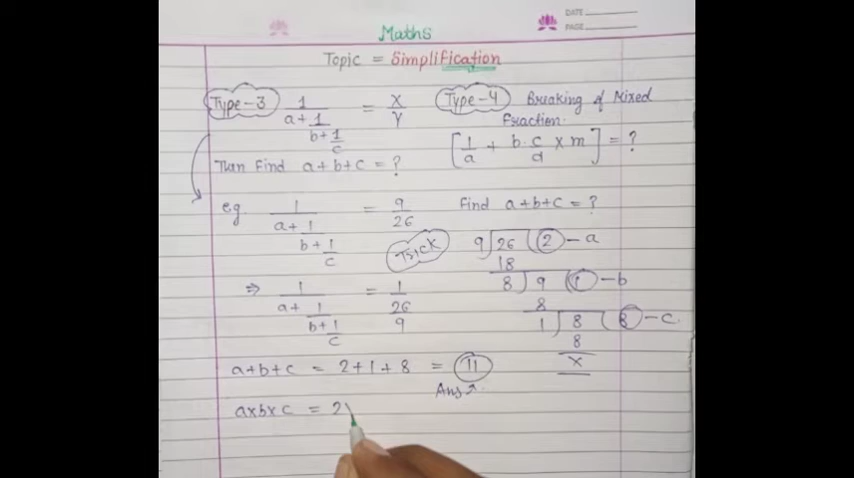 DATE
PAGE
Maths
Topic = Simplification
Type-3 1/(a+1/(b+1/c)) = X/Y
Type-4 Breaking of Mixed Fraction.
[1/a + b c/d × m] = ?
Than Find a+b+c = ?
eg 1/(a+1/(b+1/c)) = 9/26 Find a+b+c = ?
Trick
9) 26 (2 - a
18
8) 9 (1 - b
8
1) 8 (8 - c.
8
x
⇒ 1/(a+1/(b+1/c)) = 1/(26/9)
a+b+c = 2+1+8 = 11
Ans
a×b×c = 2